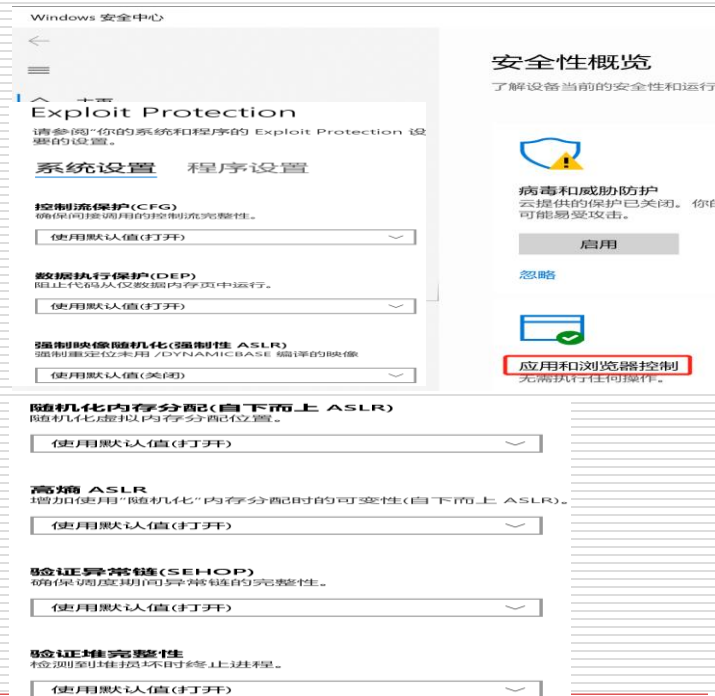 Windows 安全中心
Exploit Protection
请参阅"你的系统和程序的 Exploit Protection 设
要的设置。
系统设置 程序设置
控制流保护(CFG)
确保间接调用的控制流完整性。
使用默认值(打开)
数据执行保护(DEP)
阻止代码从仅数据内存页中运行。
使用默认值(打开)
强制映像随机化(强制性 ASLR)
强制重定位未用 /DYNAMICBASE 编译的映像
使用默认值(关闭)
安全性概览
了解设备当前的安全性和运行
病毒和威胁防护
云提供的保护已关闭。你的
可能易受攻击。
启用
忽略
应用和浏览器控制
无需执行任何操作。
随机化内存分配(自下而上 ASLR)
随机化虚拟内存分配位置。
使用默认值(打开)
高熵 ASLR
增加使用"随机化"内存分配时的可变性(自下而上 ASLR)。
使用默认值(打开)
验证异常链(SEHOP)
确保调度期间异常链的完整性。
使用默认值(打开)
验证堆完整性
检测到堆损坏时终止进程。
使用默认值(打开)